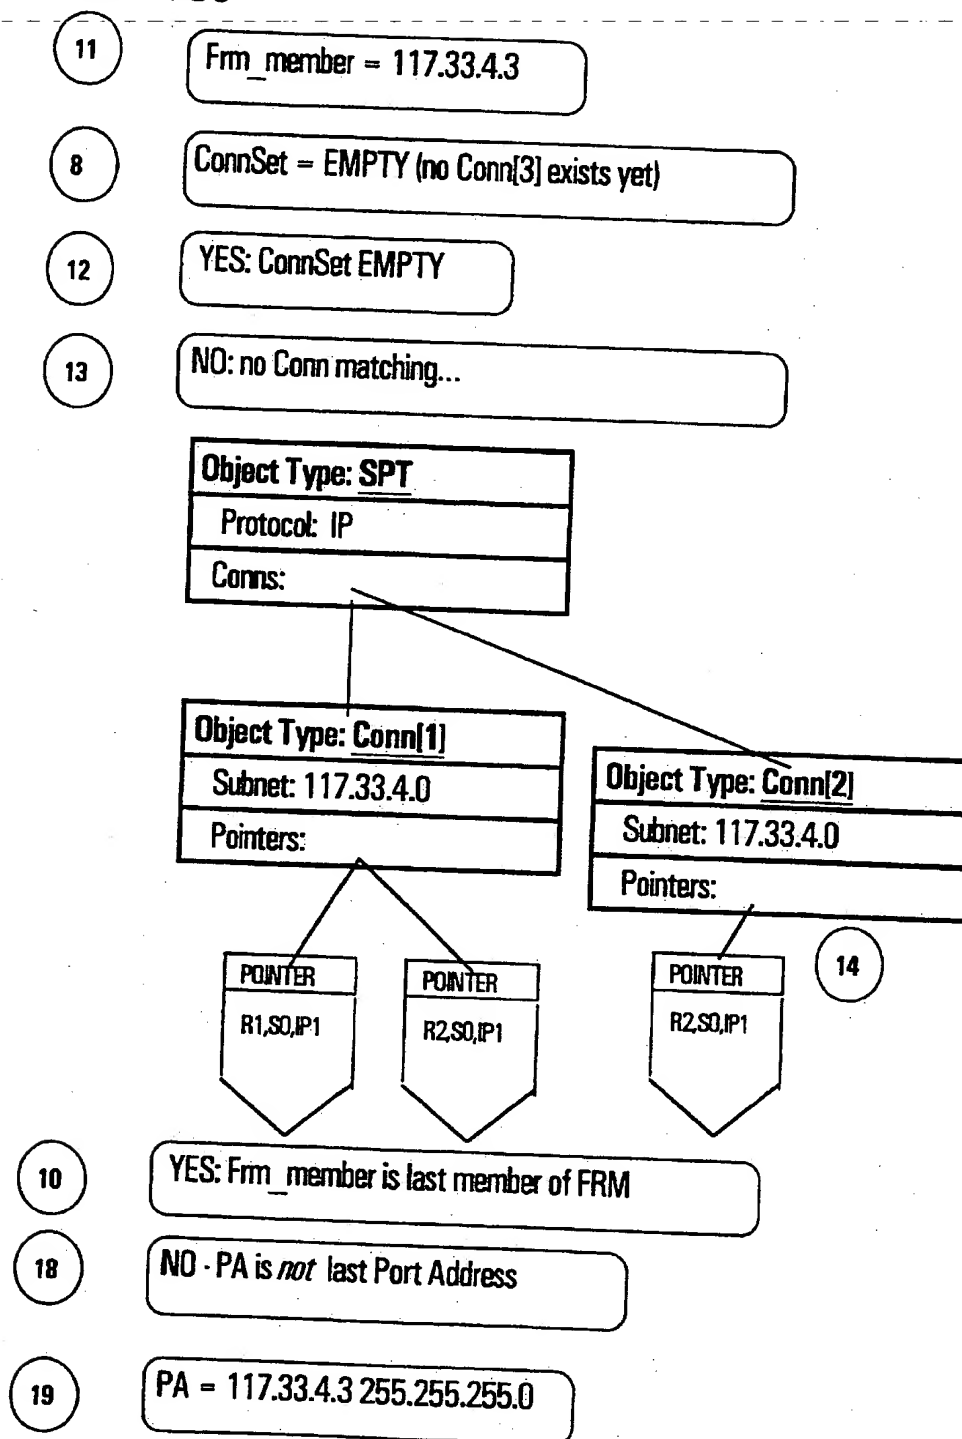 11
Frm_member = 117.33.4.3
8
ConnSet = EMPTY (no Conn[3] exists yet)
12
YES: ConnSet EMPTY
13
NO: no Conn matching...
Object Type: SPT
Protocol: IP
Conns:
Object Type: Conn[1]
Subnet: 117.33.4.0
Pointers:
Object Type: Conn[2]
Subnet: 117.33.4.0
Pointers:
14
POINTER
R1,S0,IP1
POINTER
R2,S0,IP1
POINTER
R2,S0,IP1
10
YES: Frm_member is last member of FRM
18
NO - PA is not last Port Address
19
PA = 117.33.4.3 255.255.255.0